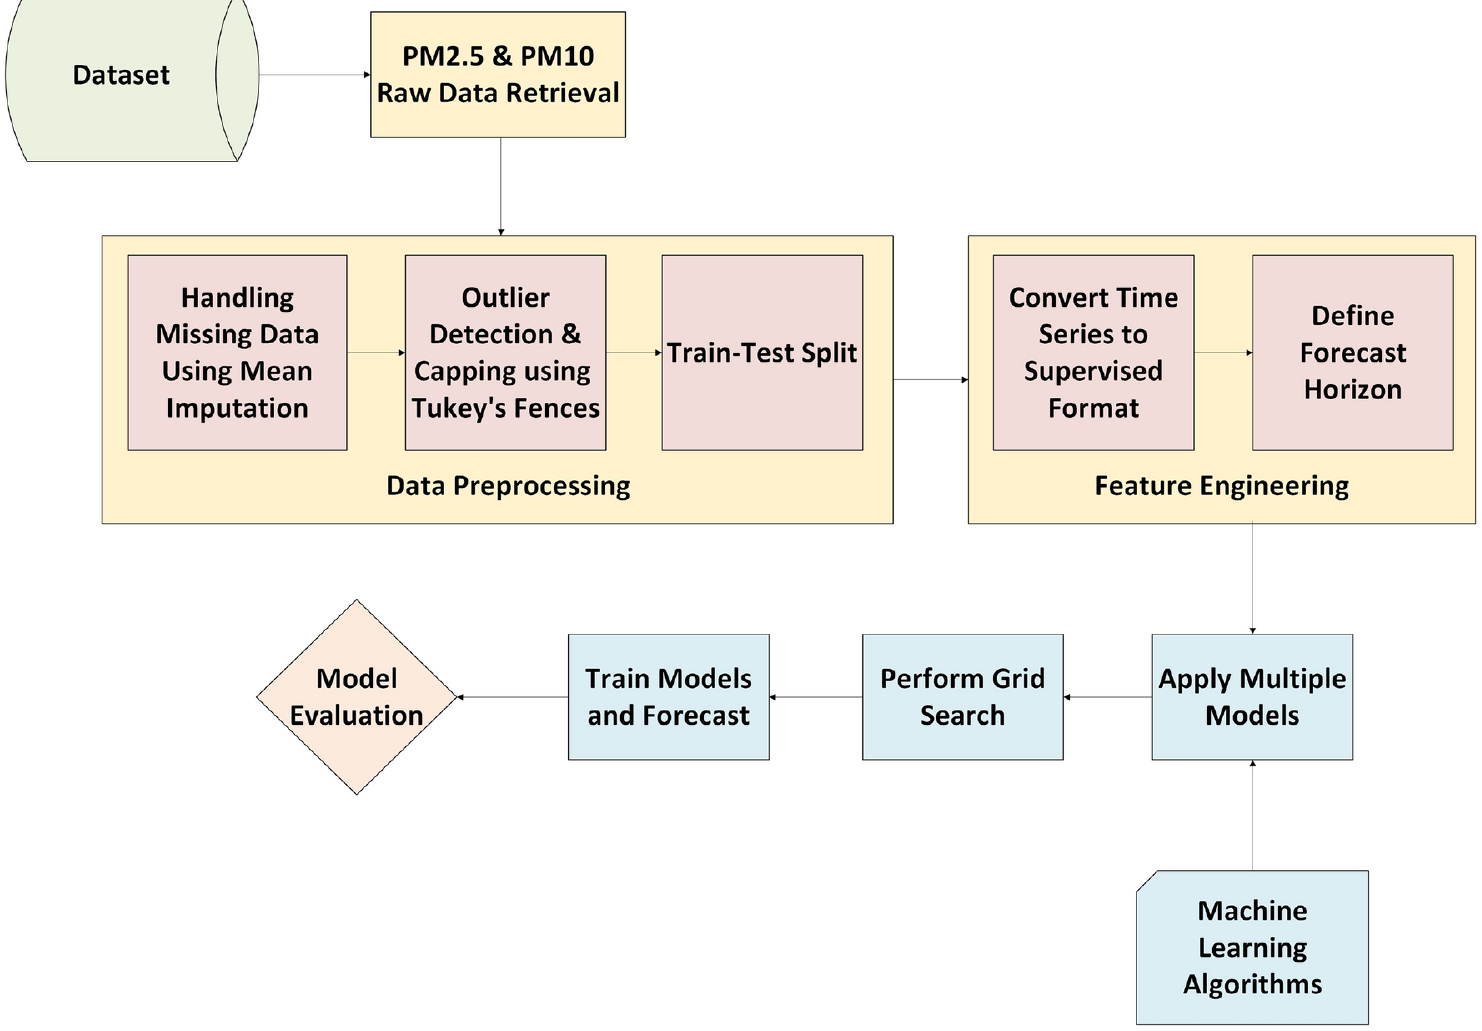 Dataset
PM2.5 & PM10
Raw Data Retrieval
Handling
Missing Data
Using Mean
Imputation
Outlier
Detection &
Capping using
Tukey's Fences
Train-Test Split
Data Preprocessing
Convert Time
Series to
Supervised
Format
Define
Forecast
Horizon
Feature Engineering
Apply Multiple
Models
Perform Grid
Search
Train Models
and Forecast
Model
Evaluation
Machine
Learning
Algorithms